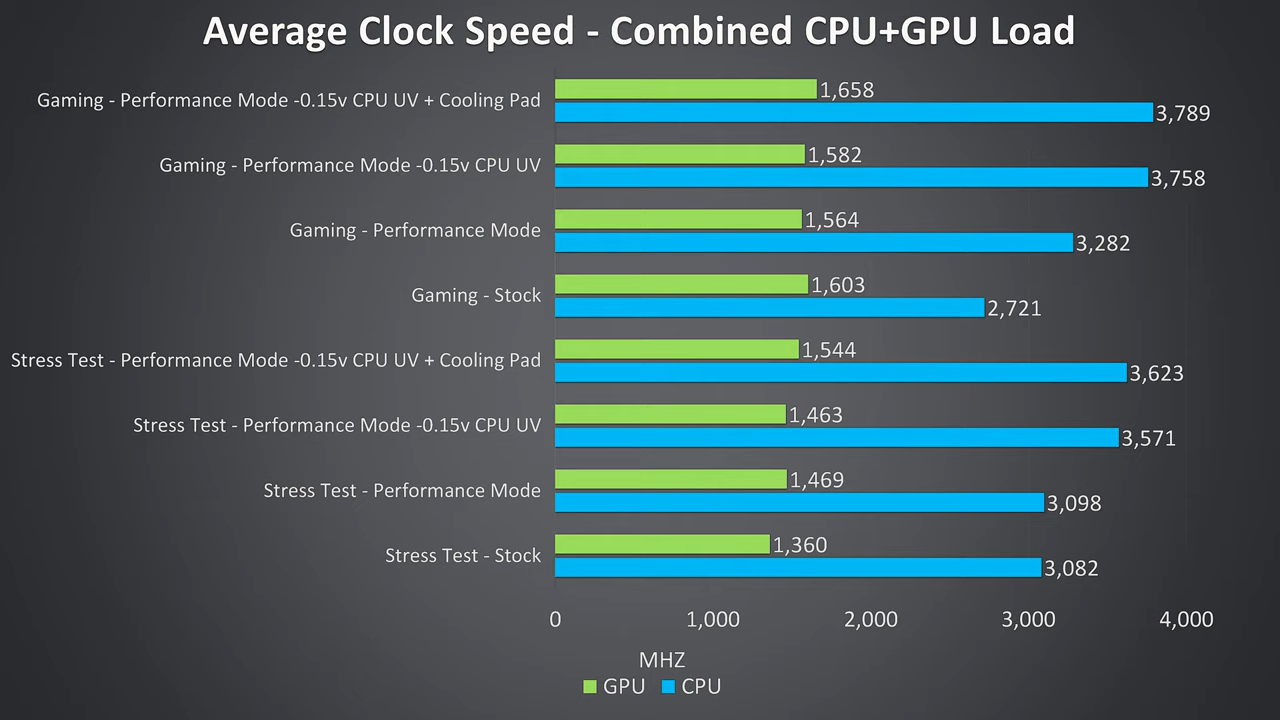 Average Clock Speed - Combined CPU+GPU Load
Gaming - Performance Mode -0.15v CPU UV + Cooling Pad
1,658
3,789
Gaming - Performance Mode -0.15v CPU UV
1,582
3,758
Gaming - Performance Mode
1,564
3,282
Gaming - Stock
1,603
2,721
Stress Test - Performance Mode -0.15v CPU UV + Cooling Pad
1,544
3,623
Stress Test - Performance Mode -0.15v CPU UV
1,463
3,571
Stress Test - Performance Mode
1,469
3,098
Stress Test - Stock
1,360
3,082
0 1,000 2,000 3,000 4,000
MHZ
GPU CPU